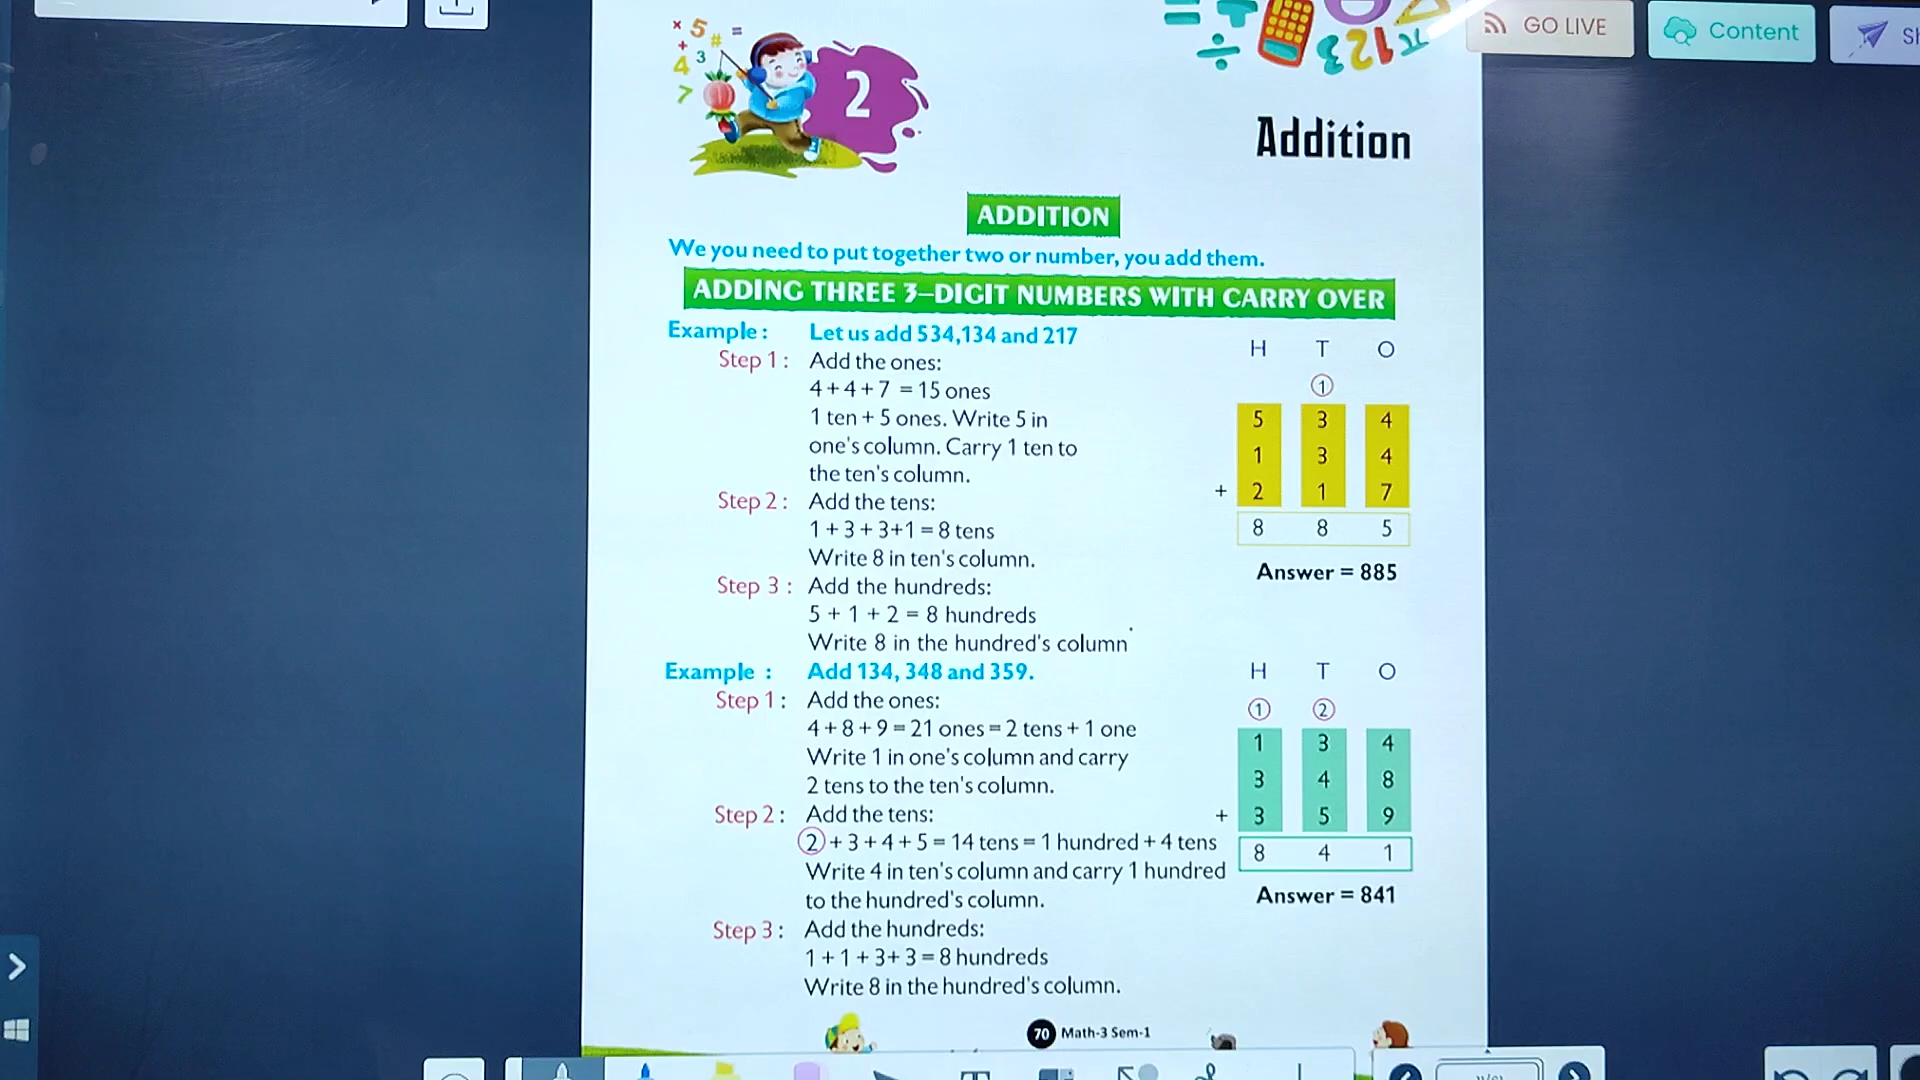 GO LIVE
Content
× 5 =
+ #
3
4
7
2
÷
123
Addition
ADDITION
We you need to put together two or number, you add them.
ADDING THREE 3–DIGIT NUMBERS WITH CARRY OVER
Example : Let us add 534,134 and 217
Step 1 : Add the ones:
4 + 4 + 7 = 15 ones
1 ten + 5 ones. Write 5 in
one's column. Carry 1 ten to
the ten's column.
Step 2 : Add the tens:
1 + 3 + 3+1 = 8 tens
Write 8 in ten's column.
Step 3 : Add the hundreds:
5 + 1 + 2 = 8 hundreds
Write 8 in the hundred's column
H T O
1
5 3 4
1 3 4
+ 2 1 7
8 8 5
Answer = 885
Example : Add 134, 348 and 359.
Step 1 : Add the ones:
4 + 8 + 9 = 21 ones = 2 tens + 1 one
Write 1 in one's column and carry
2 tens to the ten's column.
Step 2 : Add the tens:
2 + 3 + 4 + 5 = 14 tens = 1 hundred + 4 tens
Write 4 in ten's column and carry 1 hundred
to the hundred's column.
Step 3 : Add the hundreds:
1 + 1 + 3+ 3 = 8 hundreds
Write 8 in the hundred's column.
H T O
1 2
1 3 4
3 4 8
+ 3 5 9
8 4 1
Answer = 841
70 Math-3 Sem-1